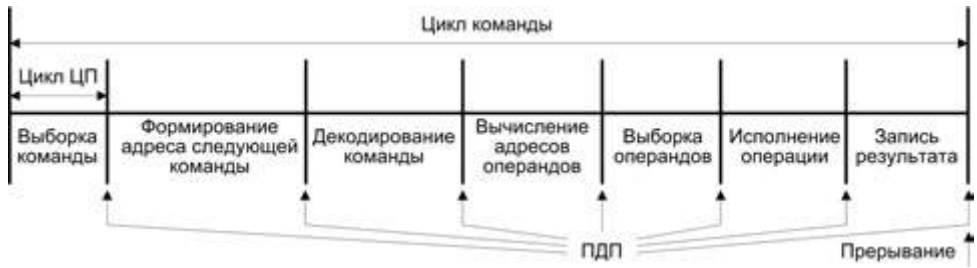 Цикл команды
Цикл ЦП
Выборка
команды
Формирование
адреса следующей
команды
Декодирование
команды
Вычисление
адресов
операндов
Выборка
операндов
Исполнение
операции
Запись
результата
ПДП
Прерывание